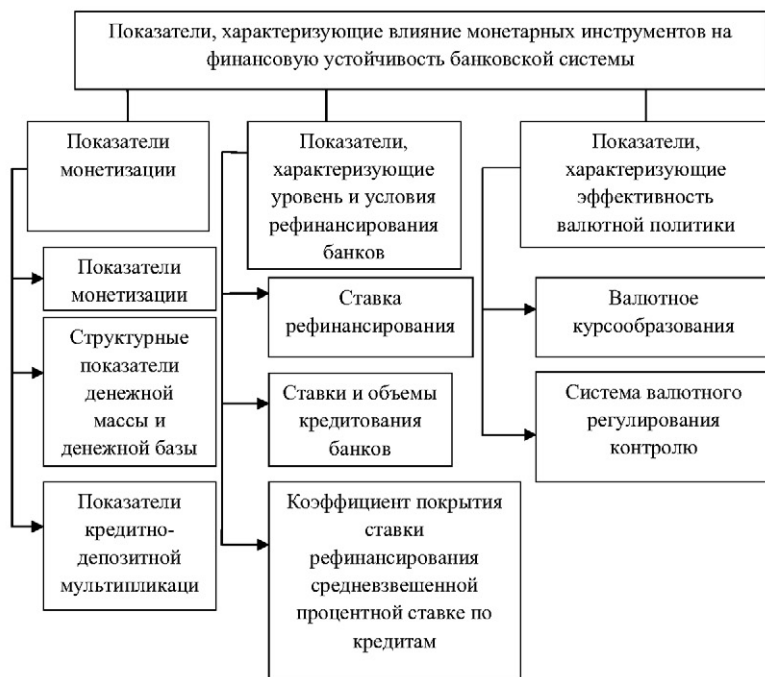 Показатели, характеризующие влияние монетарных инструментов на
финансовую устойчивость банковской системы
Показатели
монетизации
Показатели,
характеризующие
уровень и условия
рефинансирования
банков
Показатели,
характеризующие
эффективность
валютной политики
Показатели
монетизации
Структурные
показатели
денежной
массы и
денежной базы
Показатели
кредитно-
депозитной
мультипликаци
Ставка
рефинансирования
Ставки и объемы
кредитования
банков
Коэффициент покрытия
ставки
рефинансирования
средневзвешенной
процентной ставке по
кредитам
Валютное
курсообразования
Система валютного
регулирования
контролю